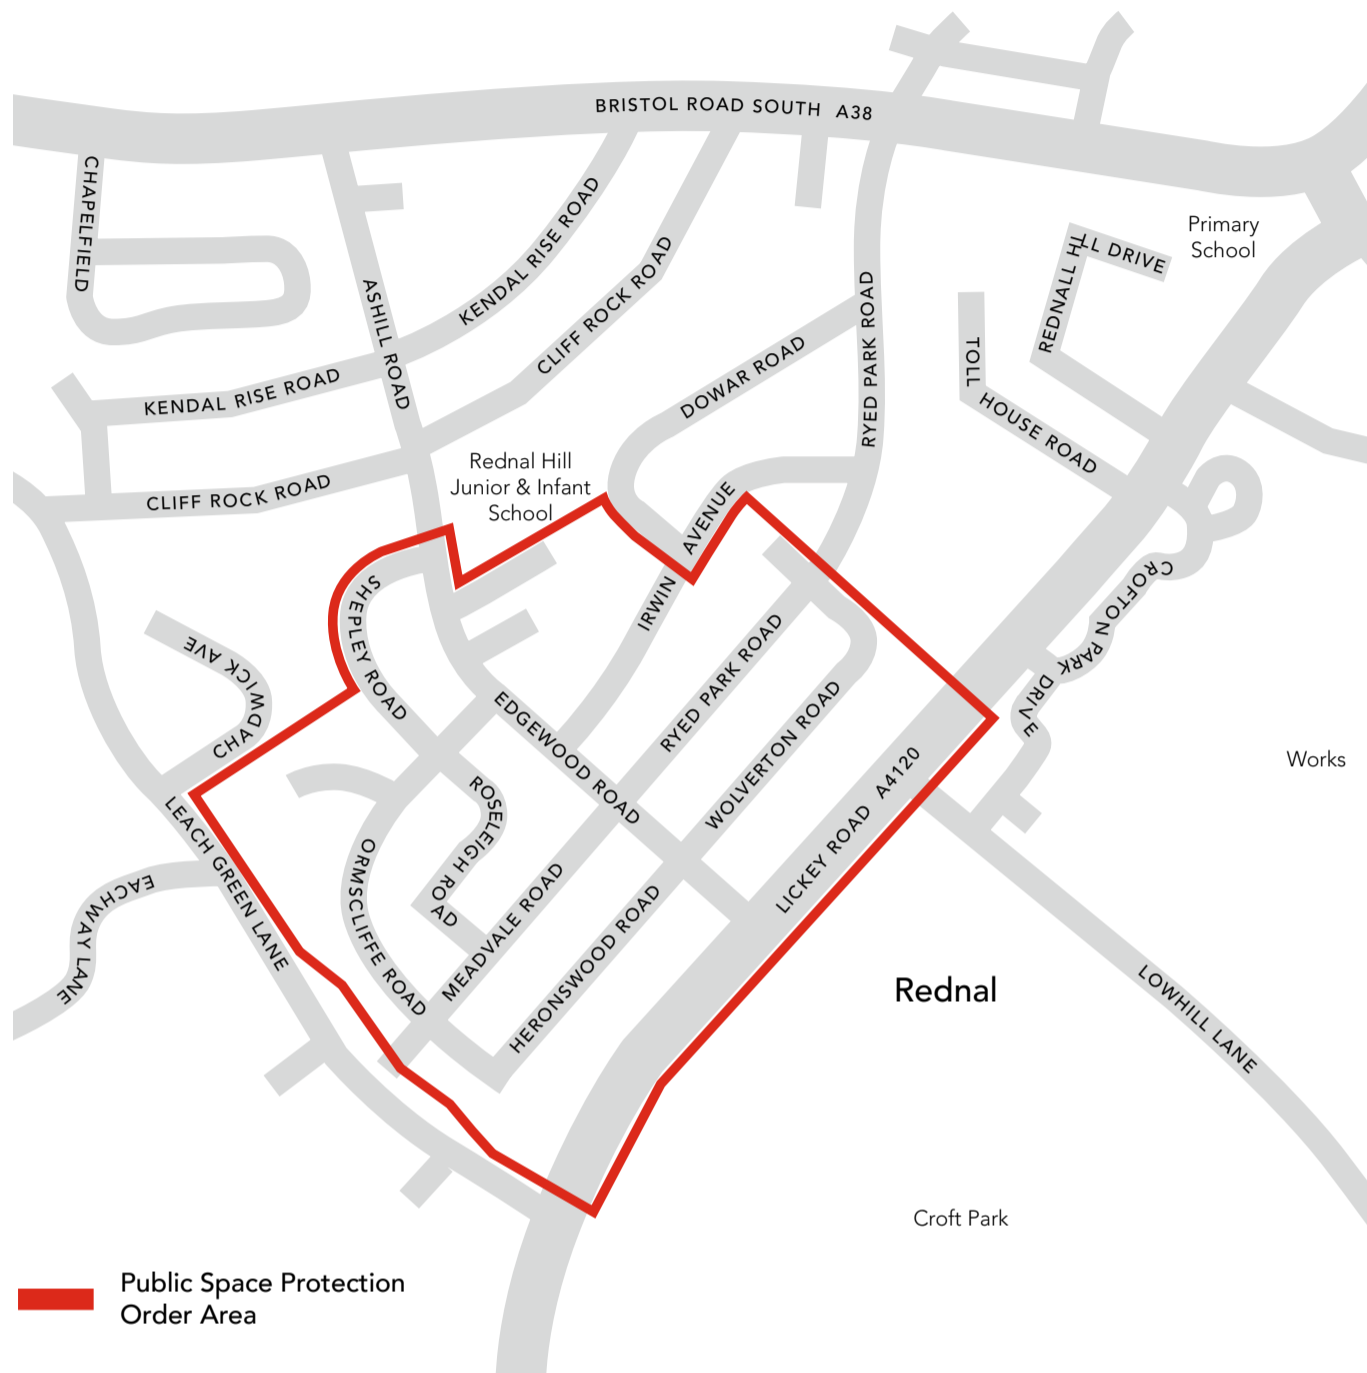 BRISTOL ROAD SOUTH A38
CHAPELFIELD
ASHILL ROAD
KENDAL RISE ROAD
CLIFF ROCK ROAD
RYED PARK ROAD
DOWAR ROAD
Primary
School
REDNALL HILL DRIVE
TOLL HOUSE ROAD
KENDAL RISE ROAD
CLIFF ROCK ROAD
Rednal Hill
Junior & Infant
School
IRWIN AVENUE
CROFTON PARK DRIVE
SHEPLEY ROAD
CHADWICK AVE
EDGEWOOD ROAD
RYED PARK ROAD
WOLVERTON ROAD
LICKEY ROAD A4120
Works
LEACH GREEN LANE
EACHWAY LANE
ORMSCLIFFE ROAD
ROSELEIGH ROAD
MEADVALE ROAD
HERONSWOOD ROAD
Rednal
LOWHILL LANE
Croft Park
Public Space Protection
Order Area